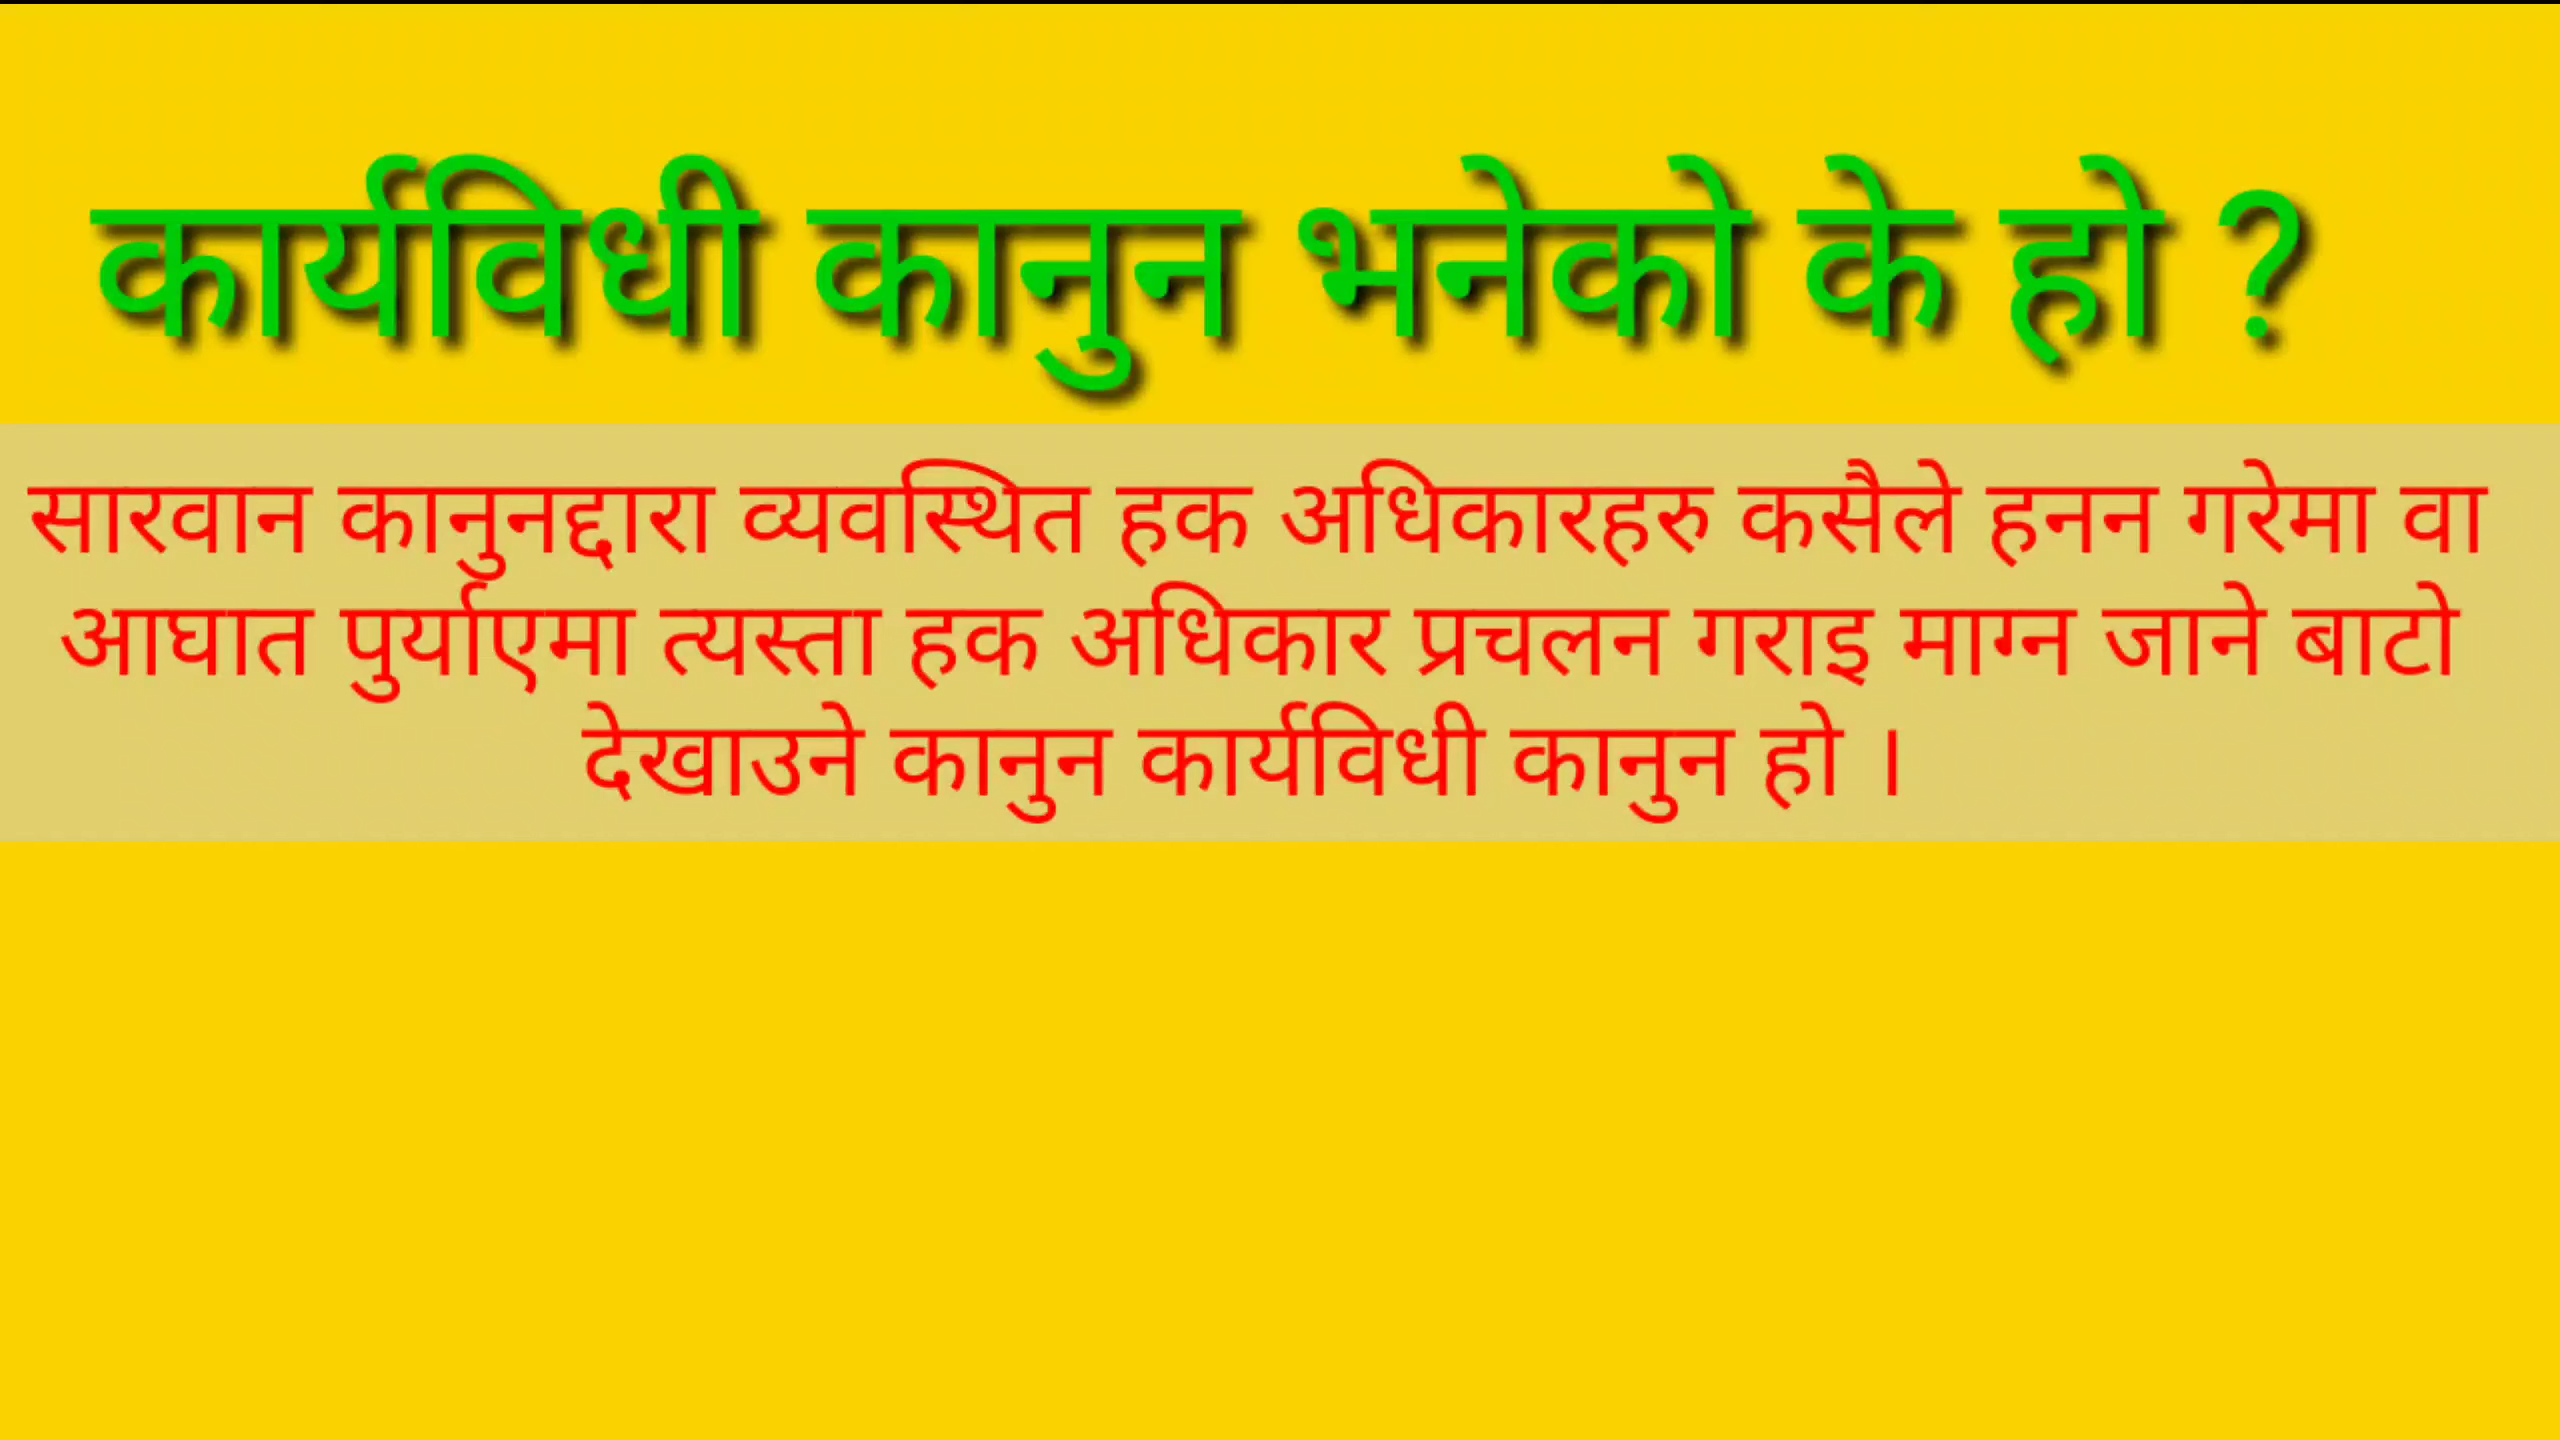 कार्यविधी कानुन भनेको के हो ?
सारवान कानुनद्दारा व्यवस्थित हक अधिकारहरु कसैले हनन गरेमा वा
आघात पुर्याएमा त्यस्ता हक अधिकार प्रचलन गराइ माग्न जाने बाटो
देखाउने कानुन कार्यविधी कानुन हो ।